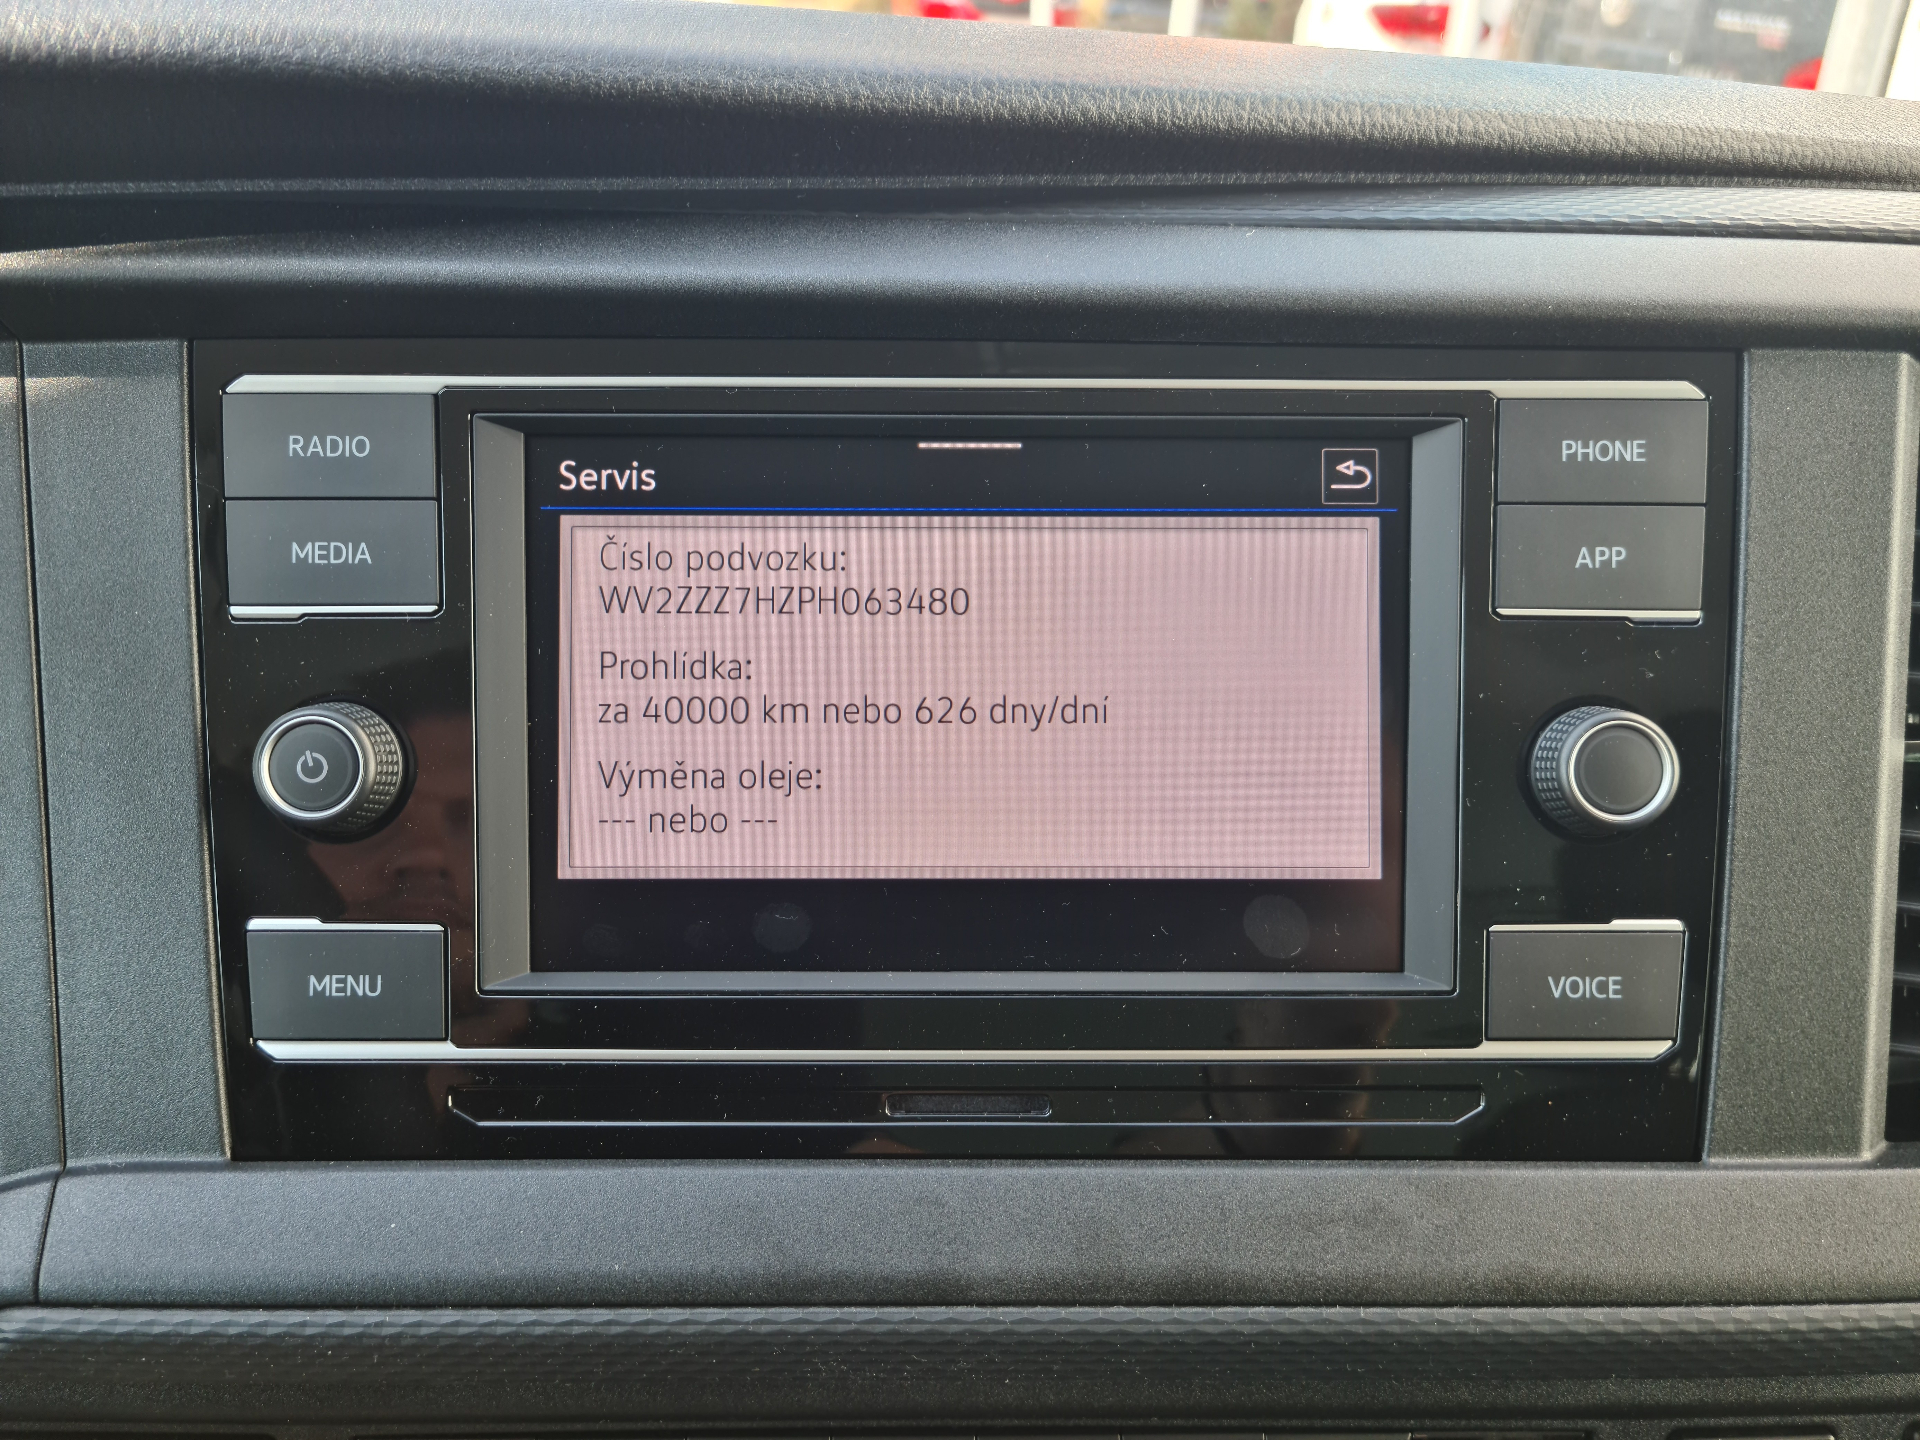 RADIO
MEDIA
MENU
Servis
Číslo podvozku:
WV2ZZZ7HZPH063480
Prohlídka:
za 40000 km nebo 626 dny/dní
Výměna oleje:
--- nebo ---
PHONE
APP
VOICE